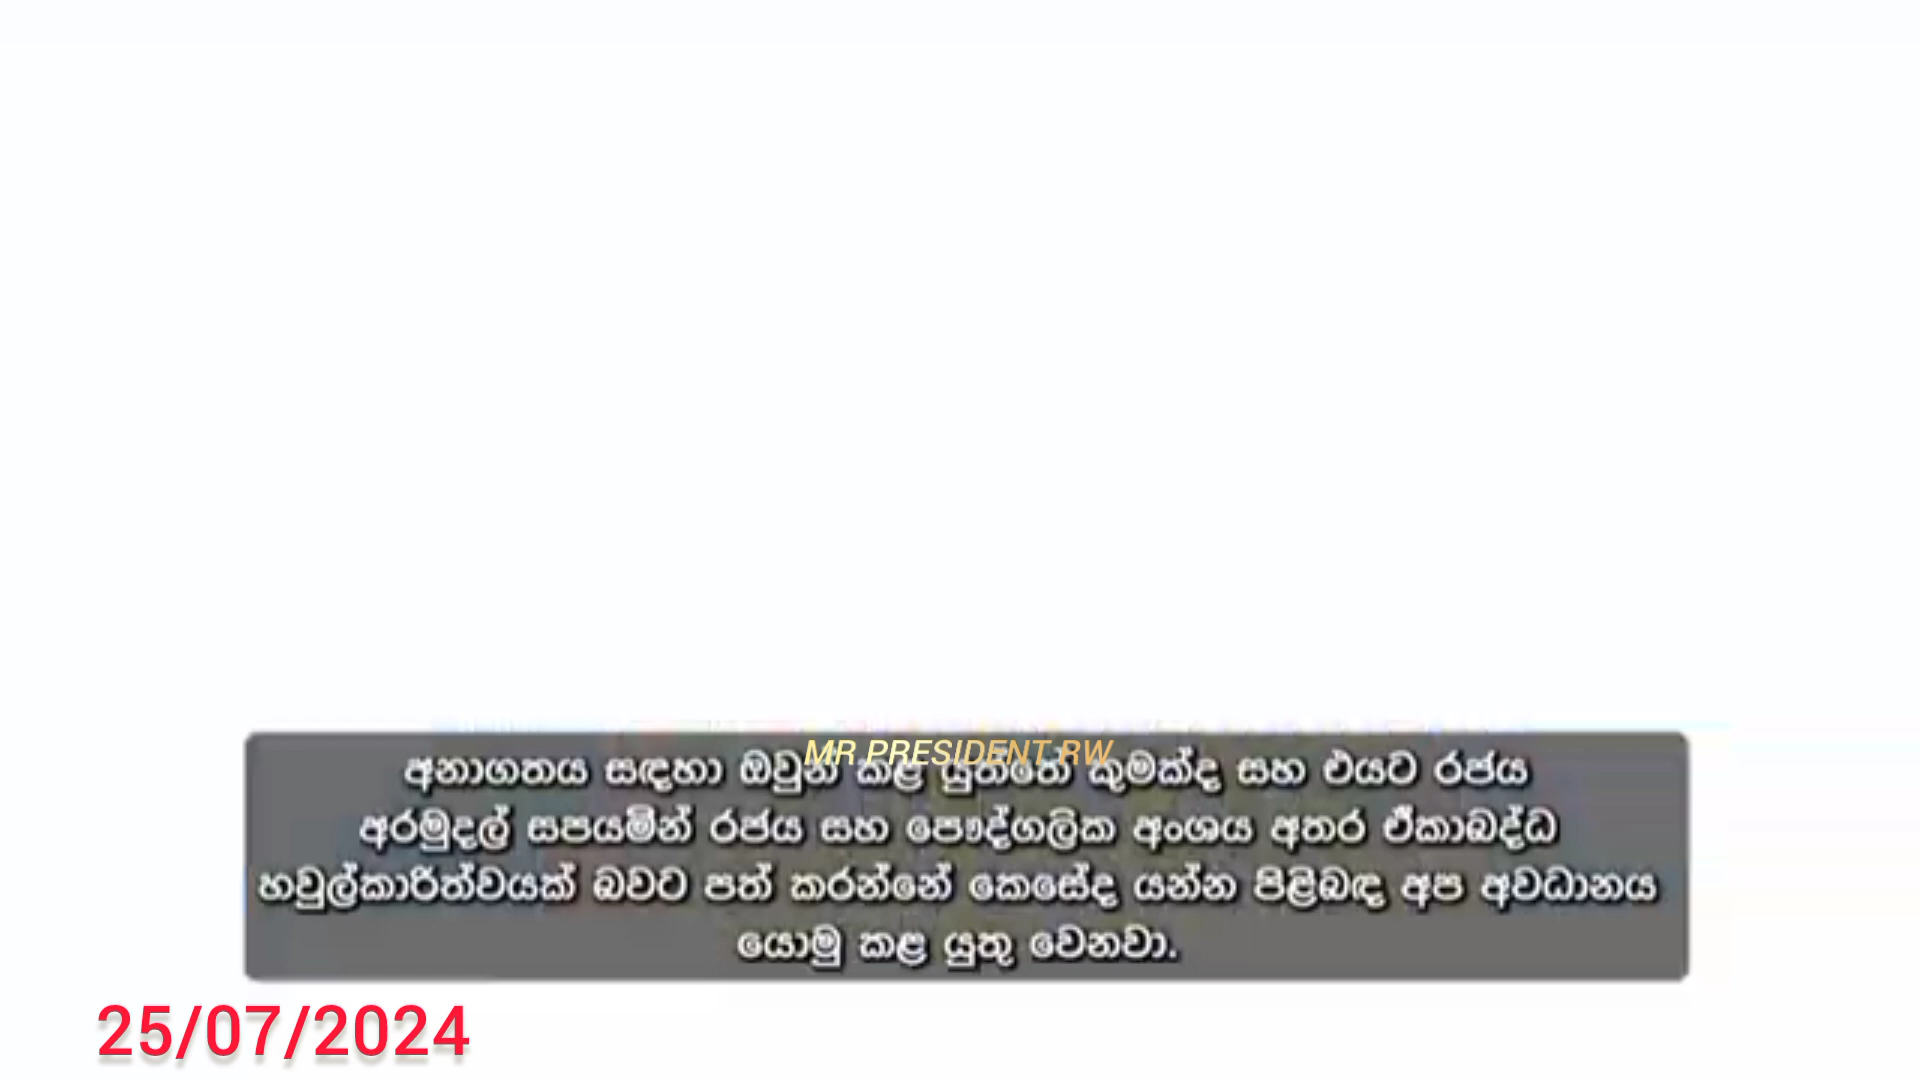 MR PRESIDENT RW
අනාගතය සඳහා ඔවුන් කළ යුත්තේ කුමක්ද සහ එයට රජය
අරමුදල් සපයමින් රජය සහ පෞද්ගලික අංශය අතර ඒකාබද්ධ
හවුල්කාරිත්වයක් බවට පත් කරන්නේ කෙසේද යන්න පිළිබඳ අප අවධානය
යොමු කළ යුතු වෙනවා.
25/07/2024